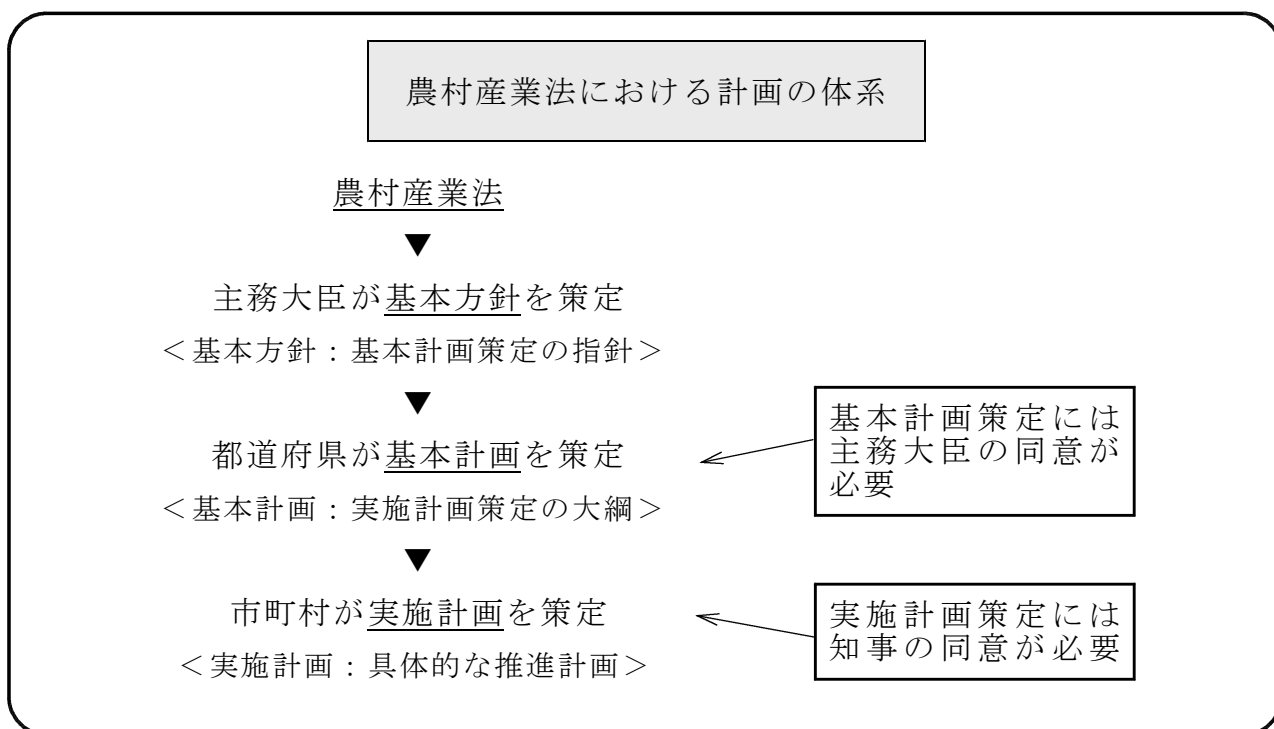 農村産業法における計画の体系
農村産業法
▼
主務大臣が基本方針を策定
＜基本方針：基本計画策定の指針＞
▼
都道府県が基本計画を策定
＜基本計画：実施計画策定の大綱＞
基本計画策定には
主務大臣の同意が
必要
▼
市町村が実施計画を策定
＜実施計画：具体的な推進計画＞
実施計画策定には
知事の同意が必要